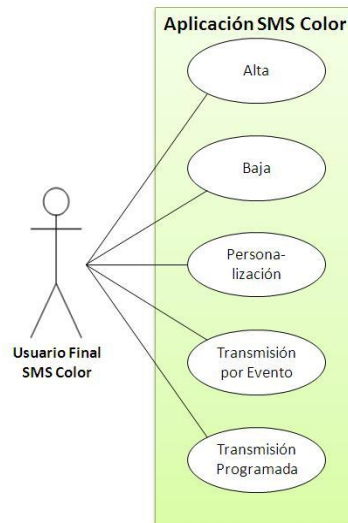 Aplicación SMS Color
Alta
Baja
Persona-
lización
Transmisión
por Evento
Transmisión
Programada
Usuario Final
SMS Color